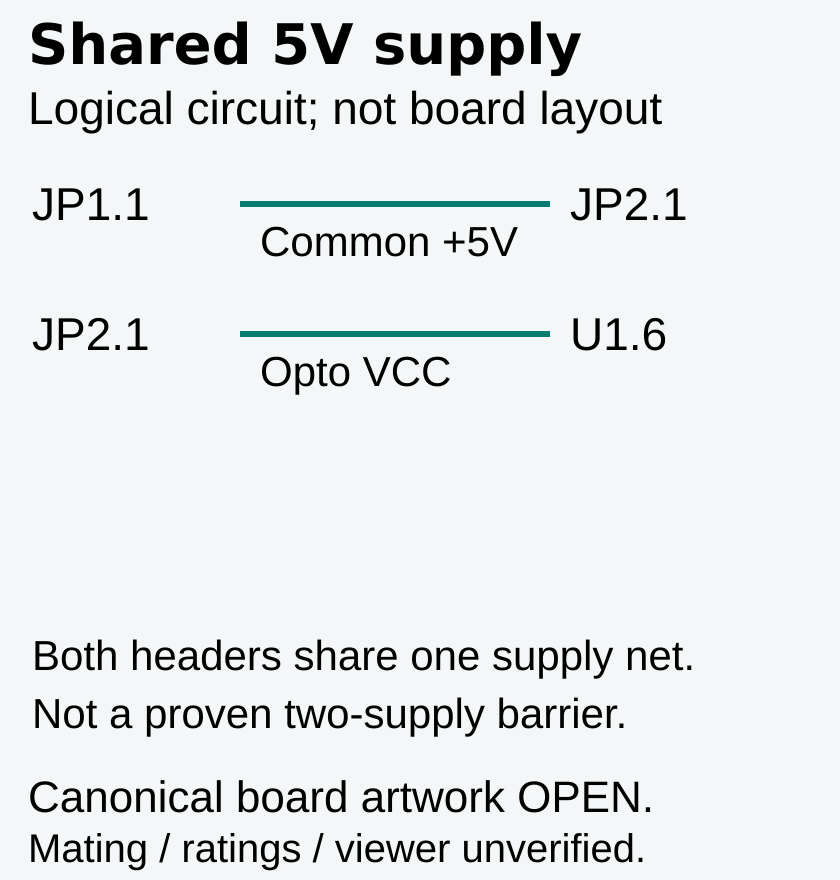 Shared 5V supply
Logical circuit; not board layout
JP1.1 JP2.1
Common +5V
JP2.1 U1.6
Opto VCC
Both headers share one supply net.
Not a proven two-supply barrier.
Canonical board artwork OPEN.
Mating / ratings / viewer unverified.